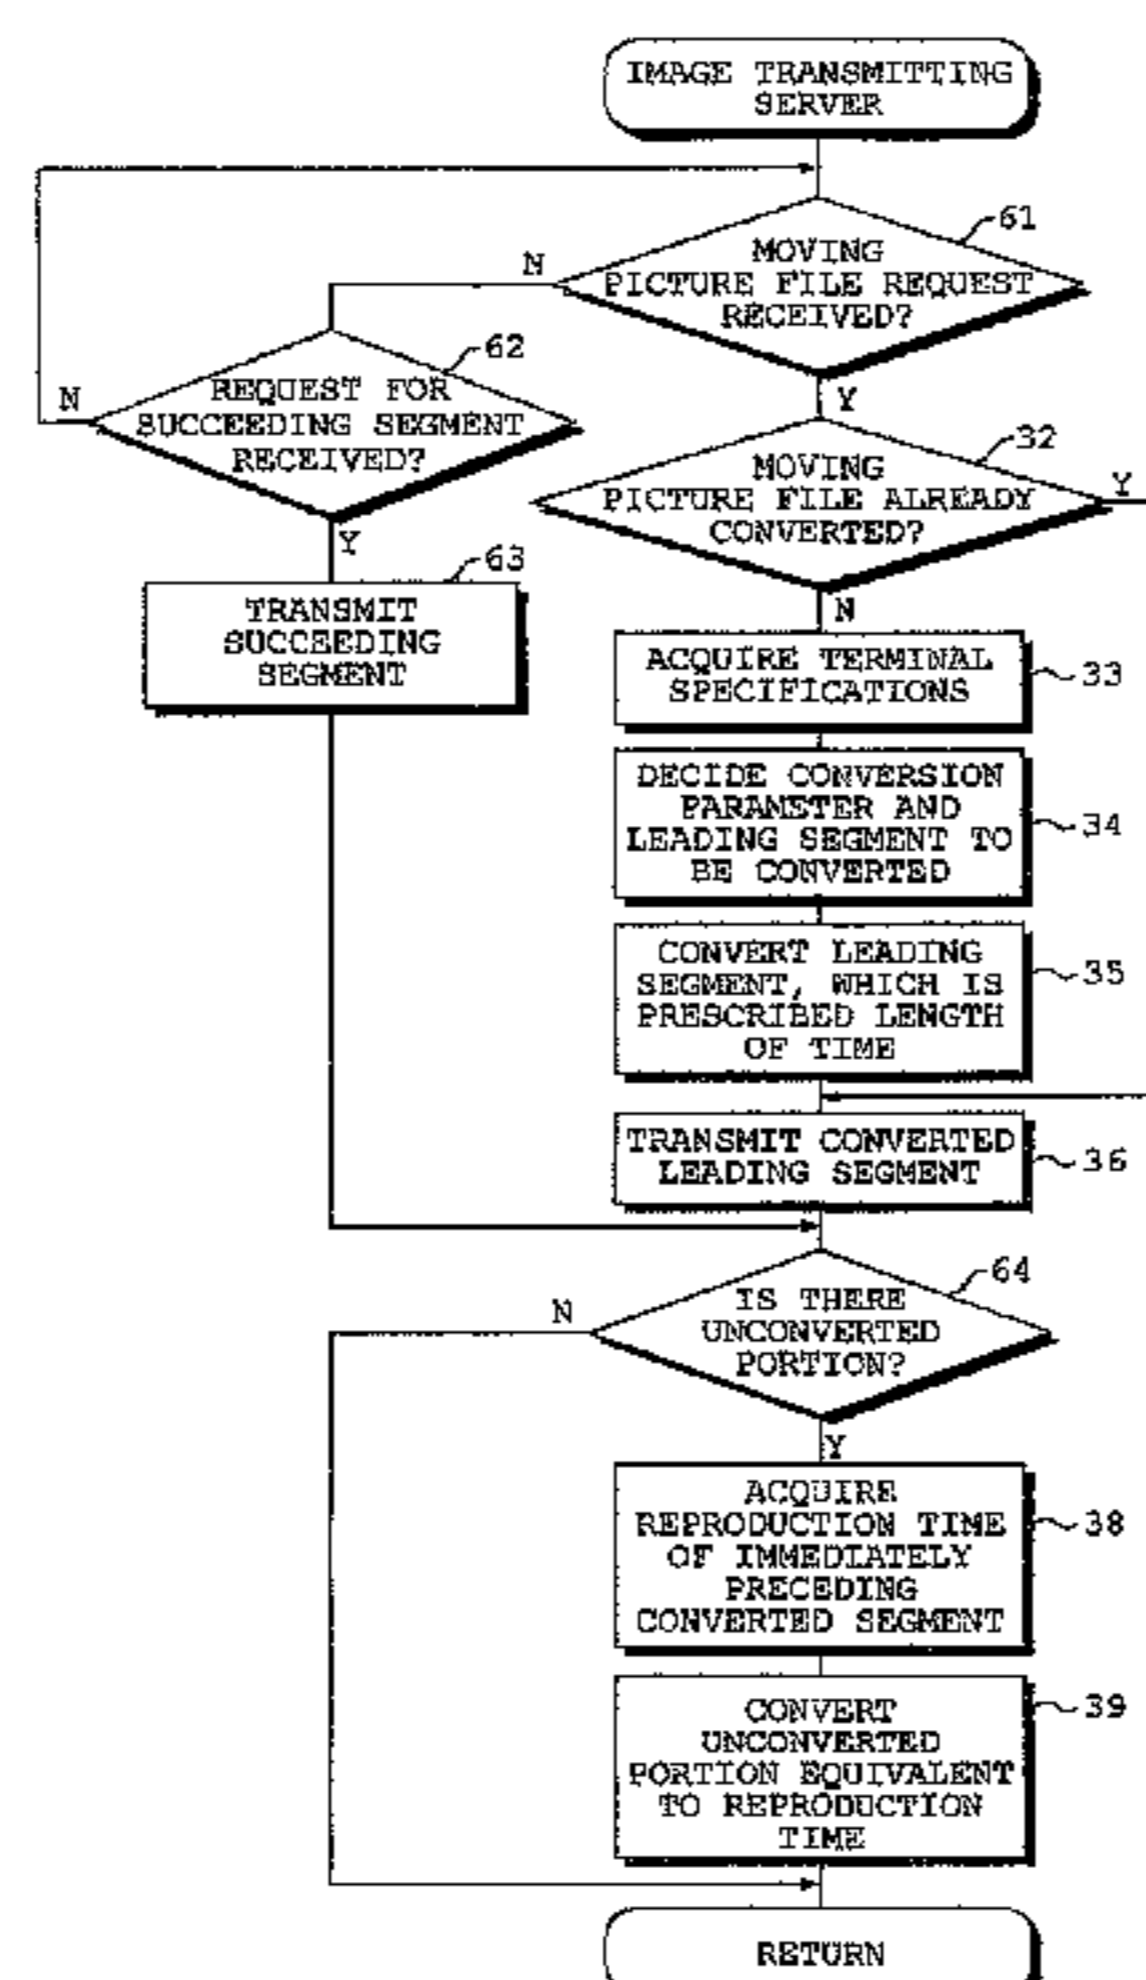 IMAGE TRANSMITTING
SERVER
61
MOVING
PICTURE FILE REQUEST
RECEIVED?
N
Y
62
REQUEST FOR
SUCCEEDING SEGMENT
RECEIVED?
N
Y
63
TRANSMIT
SUCCEEDING
SEGMENT
32
MOVING
PICTURE FILE ALREADY
CONVERTED?
Y
N
ACQUIRE TERMINAL
SPECIFICATIONS
33
DECIDE CONVERSION
PARAMETER AND
LEADING SEGMENT TO
BE CONVERTED
34
CONVERT LEADING
SEGMENT, WHICH IS
PRESCRIBED LENGTH
OF TIME
35
TRANSMIT CONVERTED
LEADING SEGMENT
36
64
IS THERE
UNCONVERTED
PORTION?
N
Y
ACQUIRE
REPRODUCTION TIME
OF IMMEDIATELY
PRECEDING
CONVERTED SEGMENT
38
CONVERT
UNCONVERTED
PORTION EQUIVALENT
TO REPRODUCTION
TIME
39
RETURN